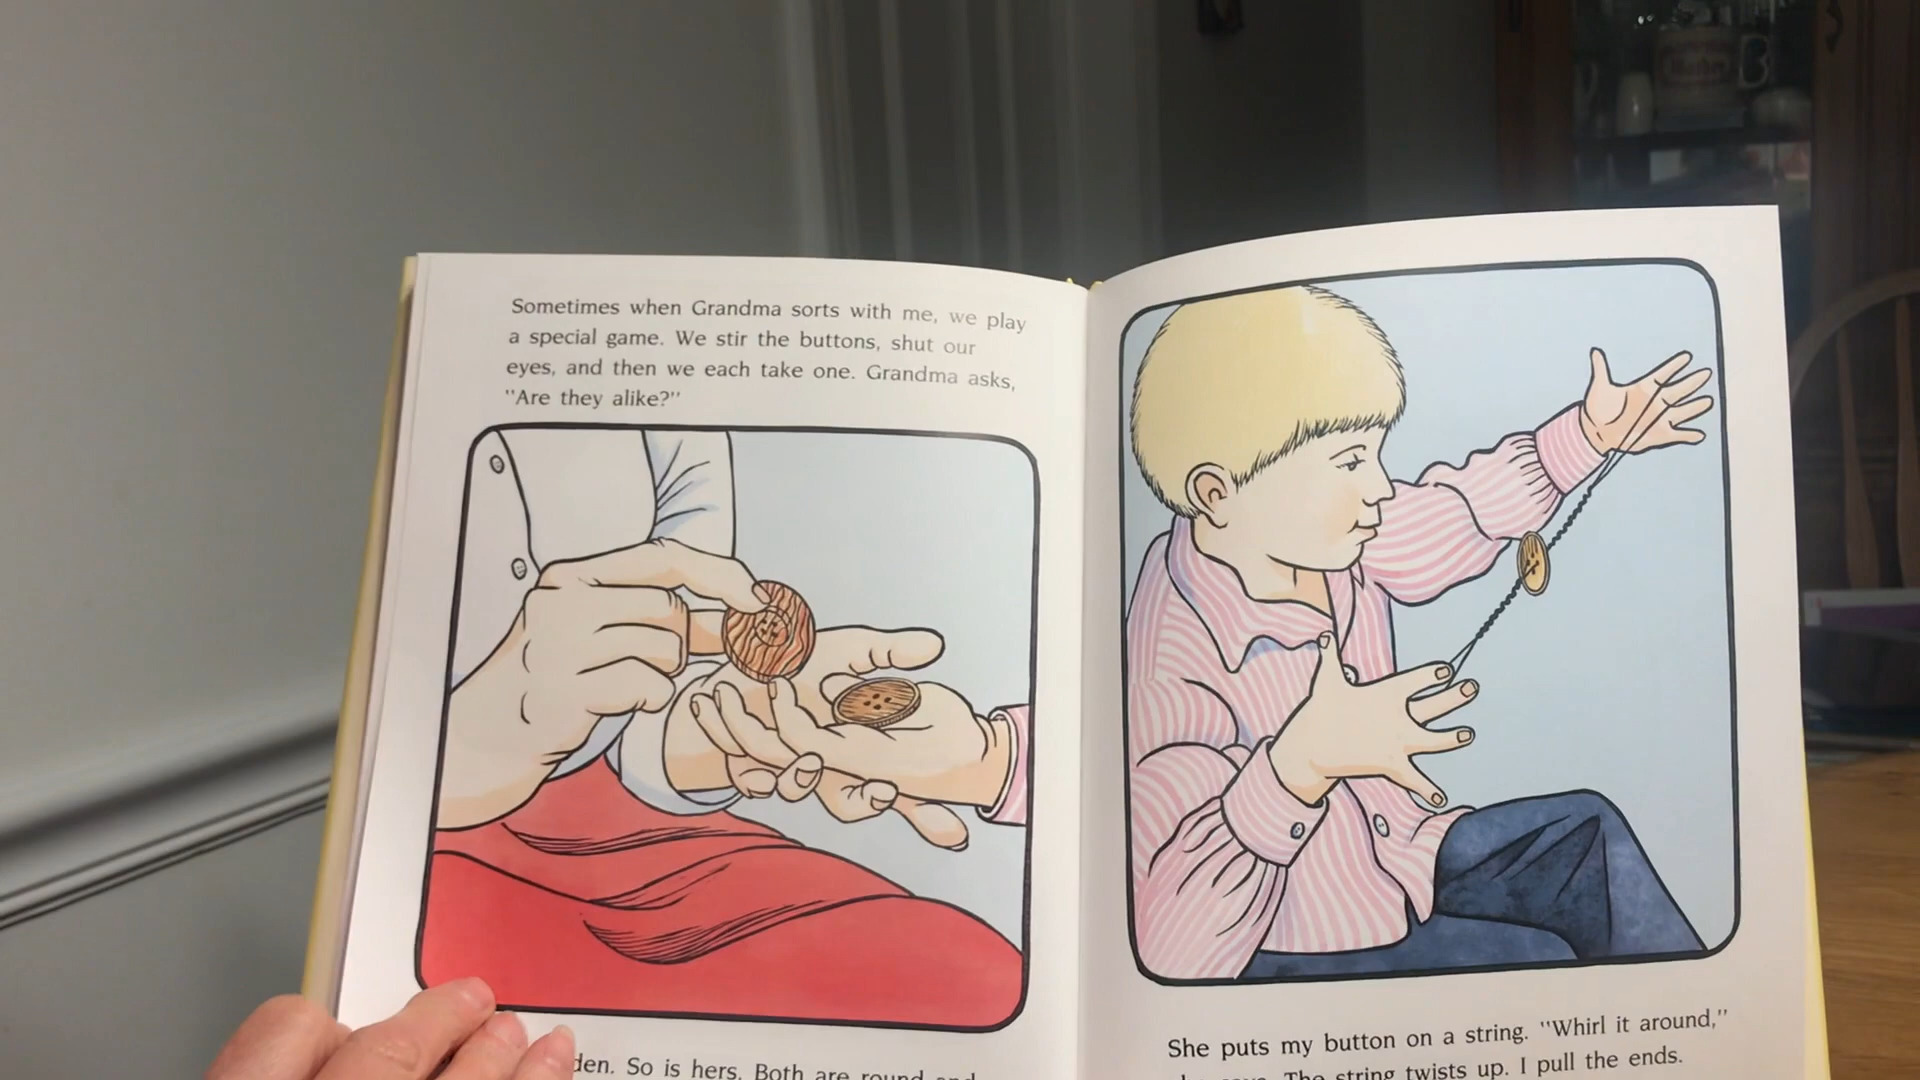 Sometimes when Grandma sorts with me, we play
a special game. We stir the buttons, shut our
eyes, and then we each take one. Grandma asks,
"Are they alike?"
So is hers. Both are round and
She puts my button on a string. "Whirl it around,"
The string twists up. I pull the ends.